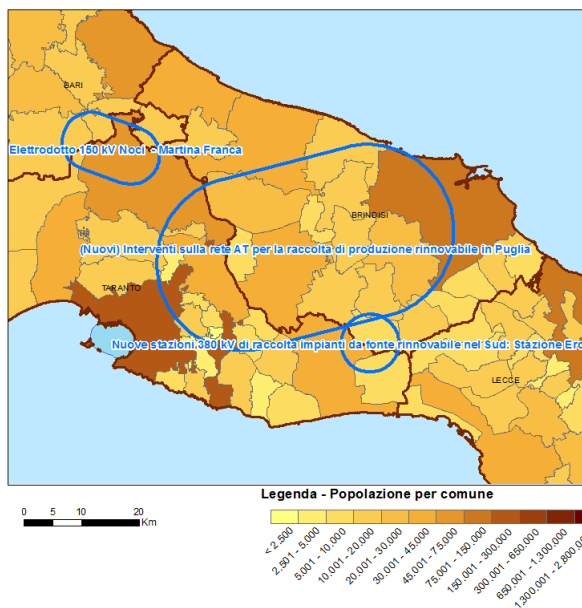 BARI
Elettrodotto 150 kV Noci - Martina Franca
BRINDISI
(Nuovi) Interventi sulla rete AT per la raccolta di produzione rinnovabile in Puglia
TARANTO
Nuove stazioni 380 kV di raccolta impianti da fonte rinnovabile nel Sud: Stazione Erc
LECCE
Legenda - Popolazione per comune
0 5 10 20
Km
< 2.500
2.501 - 5.000
5.001 - 10.000
10.001 - 20.000
20.001 - 30.000
30.001 - 45.000
45.001 - 75.000
75.001 - 150.000
150.001 - 300.000
300.001 - 650.000
650.001 - 1.300.000
1.300.001 - 2.800.00